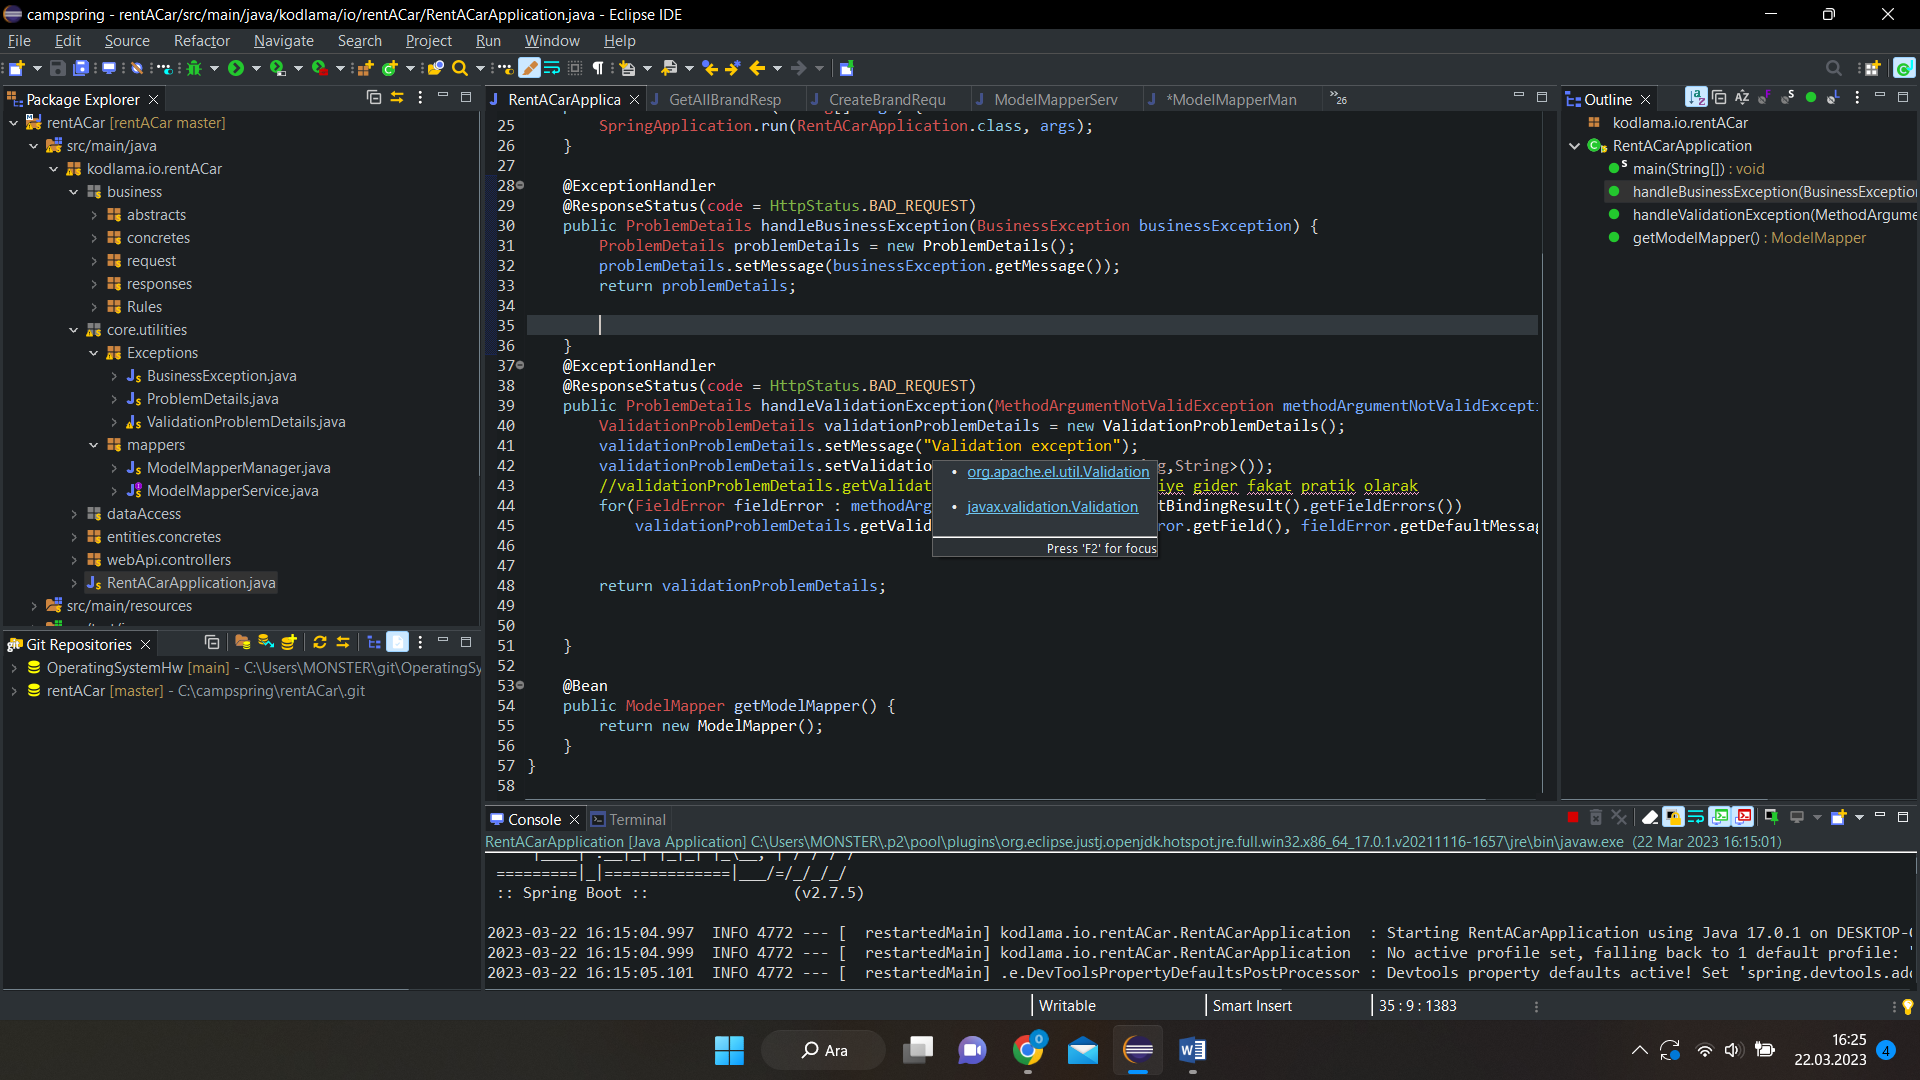 campspring - rentACar/src/main/java/kodlama/io/rentACar/RentACarApplication.java - Eclipse IDE
File Edit Source Refactor Navigate Search Project Run Window Help
Package Explorer
rentACar [rentACar master]
src/main/java
kodlama.io.rentACar
business
abstracts
concretes
request
responses
Rules
core.utilities
Exceptions
BusinessException.java
ProblemDetails.java
ValidationProblemDetails.java
mappers
ModelMapperManager.java
ModelMapperService.java
dataAccess
entities.concretes
webApi.controllers
RentACarApplication.java
src/main/resources
Git Repositories
OperatingSystemHw [main] - C:\Users\MONSTER\git\OperatingSy
rentACar [master] - C:\campspring\rentACar\.git
RentACarApplica GetAllBrandResp CreateBrandRequ ModelMapperServ *ModelMapperMan »26
25 SpringApplication.run(RentACarApplication.class, args);
26 }
27
28 @ExceptionHandler
29 @ResponseStatus(code = HttpStatus.BAD_REQUEST)
30 public ProblemDetails handleBusinessException(BusinessException businessException) {
31 ProblemDetails problemDetails = new ProblemDetails();
32 problemDetails.setMessage(businessException.getMessage());
33 return problemDetails;
34
35
36 }
37 @ExceptionHandler
38 @ResponseStatus(code = HttpStatus.BAD_REQUEST)
39 public ProblemDetails handleValidationException(MethodArgumentNotValidException methodArgumentNotValidExcept
40 ValidationProblemDetails validationProblemDetails = new ValidationProblemDetails();
41 validationProblemDetails.setMessage("Validation exception");
42 validationProblemDetails.setValidatio g,String>());
43 //validationProblemDetails.getValidat iye gider fakat pratik olarak
44 for(FieldError fieldError : methodArg tBindingResult().getFieldErrors())
45 validationProblemDetails.getValid ror.getField(), fieldError.getDefaultMessag
46
47
48 return validationProblemDetails;
49
50
51 }
52
53 @Bean
54 public ModelMapper getModelMapper() {
55 return new ModelMapper();
56 }
57 }
58
• org.apache.el.util.Validation
• javax.validation.Validation
Press 'F2' for focus
Outline
kodlama.io.rentACar
RentACarApplication
main(String[]) : void
handleBusinessException(BusinessExceptio
handleValidationException(MethodArgume
getModelMapper() : ModelMapper
Console Terminal
RentACarApplication [Java Application] C:\Users\MONSTER\.p2\pool\plugins\org.eclipse.justj.openjdk.hotspot.jre.full.win32.x86_64_17.0.1.v20211116-1657\jre\bin\javaw.exe (22 Mar 2023 16:15:01)
=========|_|==============|___/=/_/_/_/
:: Spring Boot :: (v2.7.5)
2023-03-22 16:15:04.997 INFO 4772 --- [ restartedMain] kodlama.io.rentACar.RentACarApplication : Starting RentACarApplication using Java 17.0.1 on DESKTOP-
2023-03-22 16:15:04.999 INFO 4772 --- [ restartedMain] kodlama.io.rentACar.RentACarApplication : No active profile set, falling back to 1 default profile: "
2023-03-22 16:15:05.101 INFO 4772 --- [ restartedMain] .e.DevToolsPropertyDefaultsPostProcessor : Devtools property defaults active! Set 'spring.devtools.ad
Writable Smart Insert 35 : 9 : 1383
Ara
16:25
22.03.2023
4